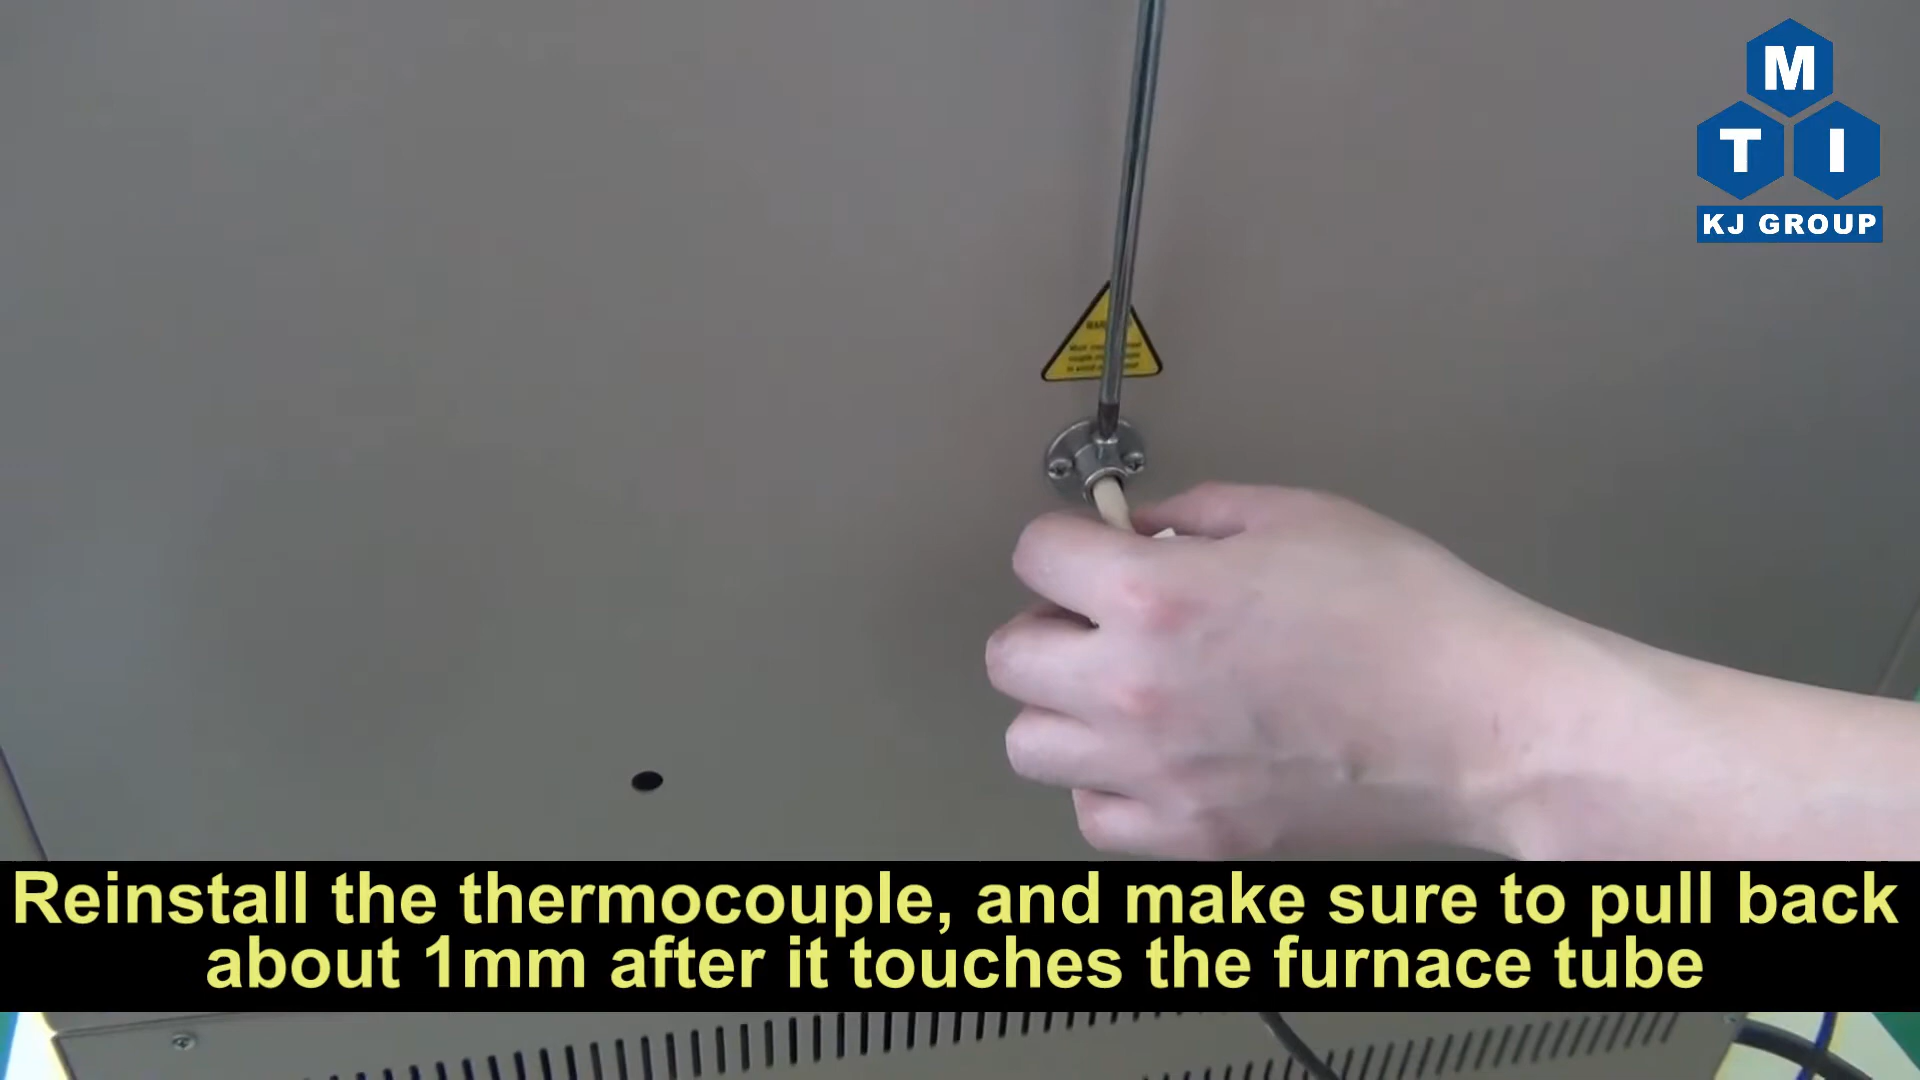 M
T I
KJ GROUP
Reinstall the thermocouple, and make sure to pull back
about 1mm after it touches the furnace tube